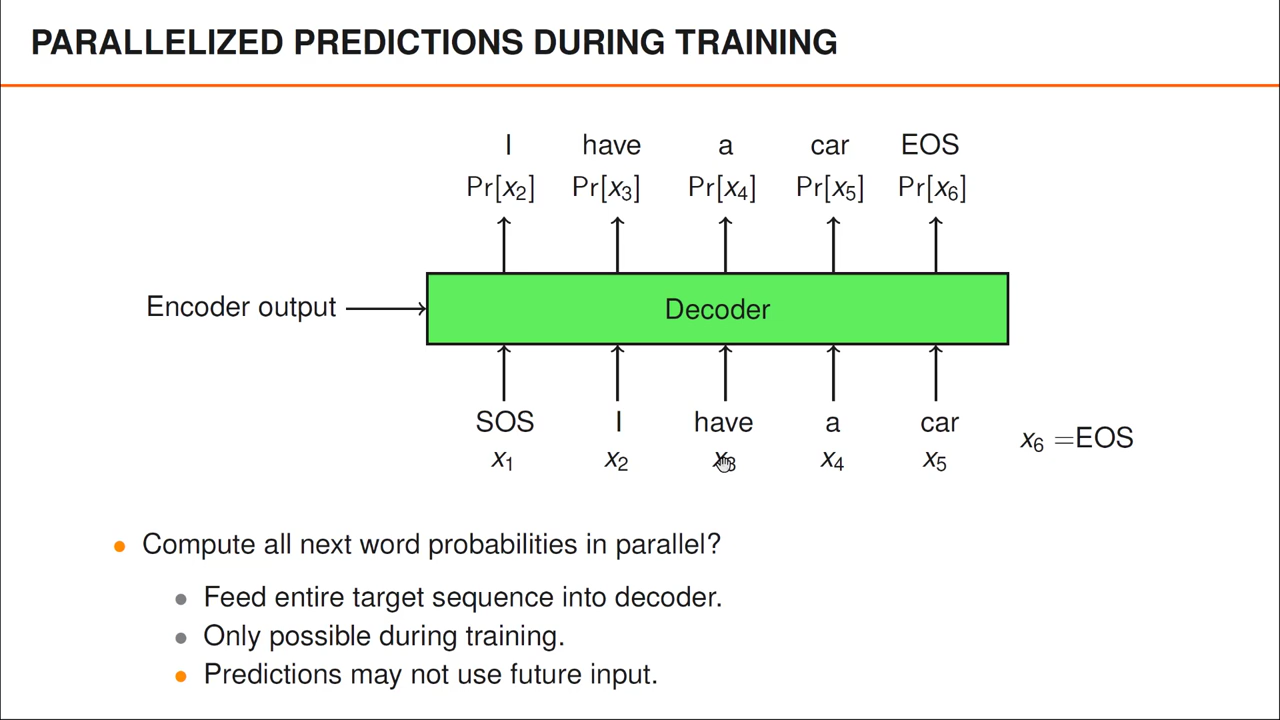 PARALLELIZED PREDICTIONS DURING TRAINING
I have a car EOS
Pr[x₂] Pr[x₃] Pr[x₄] Pr[x₅] Pr[x₆]
Encoder output
Decoder
SOS I have a car
x₁ x₂ x₃ x₄ x₅
x₆ =EOS
Compute all next word probabilities in parallel?
Feed entire target sequence into decoder.
Only possible during training.
Predictions may not use future input.